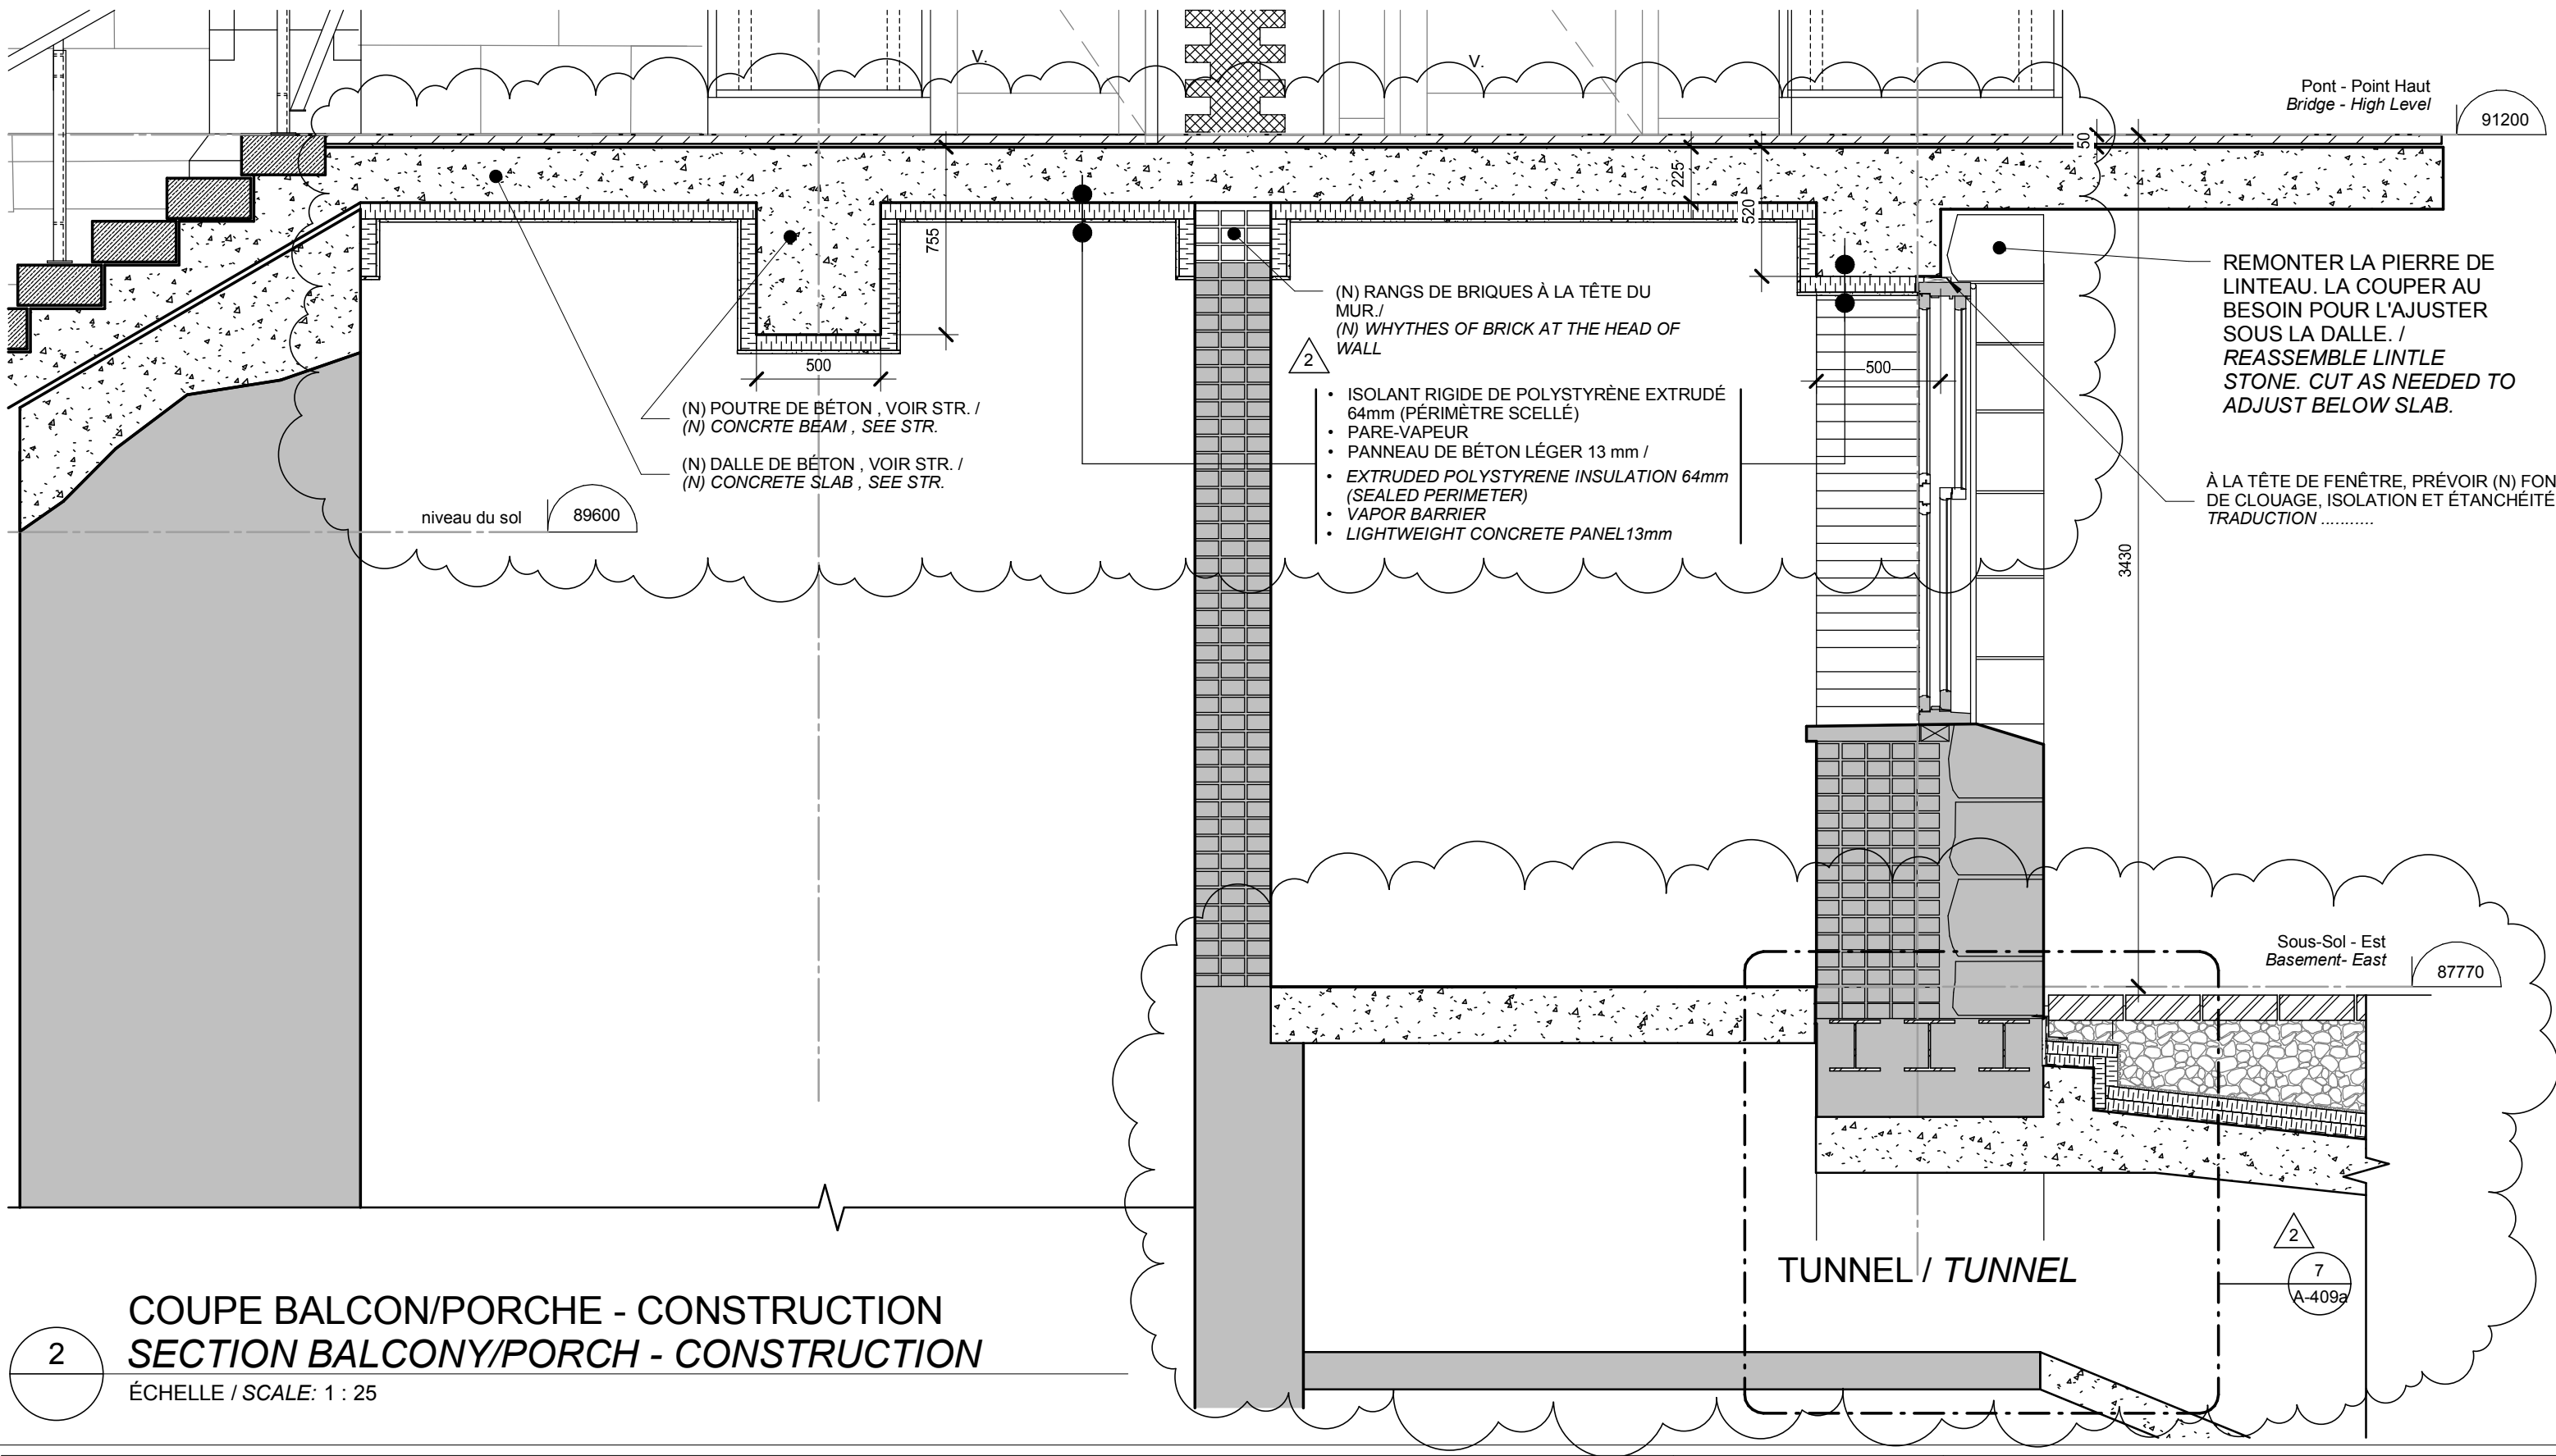 V.
V.
Pont - Point Haut
Bridge - High Level
91200
50
225
520
755
500
(N) RANGS DE BRIQUES À LA TÊTE DU
MUR./
(N) WHYTHES OF BRICK AT THE HEAD OF
WALL
2
• ISOLANT RIGIDE DE POLYSTYRÈNE EXTRUDÉ
64mm (PÉRIMÈTRE SCELLÉ)
• PARE-VAPEUR
• PANNEAU DE BÉTON LÉGER 13 mm /
• EXTRUDED POLYSTYRENE INSULATION 64mm
(SEALED PERIMETER)
• VAPOR BARRIER
• LIGHTWEIGHT CONCRETE PANEL13mm
500
REMONTER LA PIERRE DE
LINTEAU. LA COUPER AU
BESOIN POUR L'AJUSTER
SOUS LA DALLE. /
REASSEMBLE LINTLE
STONE. CUT AS NEEDED TO
ADJUST BELOW SLAB.
(N) POUTRE DE BÉTON , VOIR STR. /
(N) CONCRTE BEAM , SEE STR.
(N) DALLE DE BÉTON , VOIR STR. /
(N) CONCRETE SLAB , SEE STR.
À LA TÊTE DE FENÊTRE, PRÉVOIR (N) FON
DE CLOUAGE, ISOLATION ET ÉTANCHÉITÉ
TRADUCTION ...........
niveau du sol
89600
3430
Sous-Sol - Est
Basement- East
87770
TUNNEL / TUNNEL
2
7
A-409a
2
COUPE BALCON/PORCHE - CONSTRUCTION
SECTION BALCONY/PORCH - CONSTRUCTION
ÉCHELLE / SCALE: 1 : 25